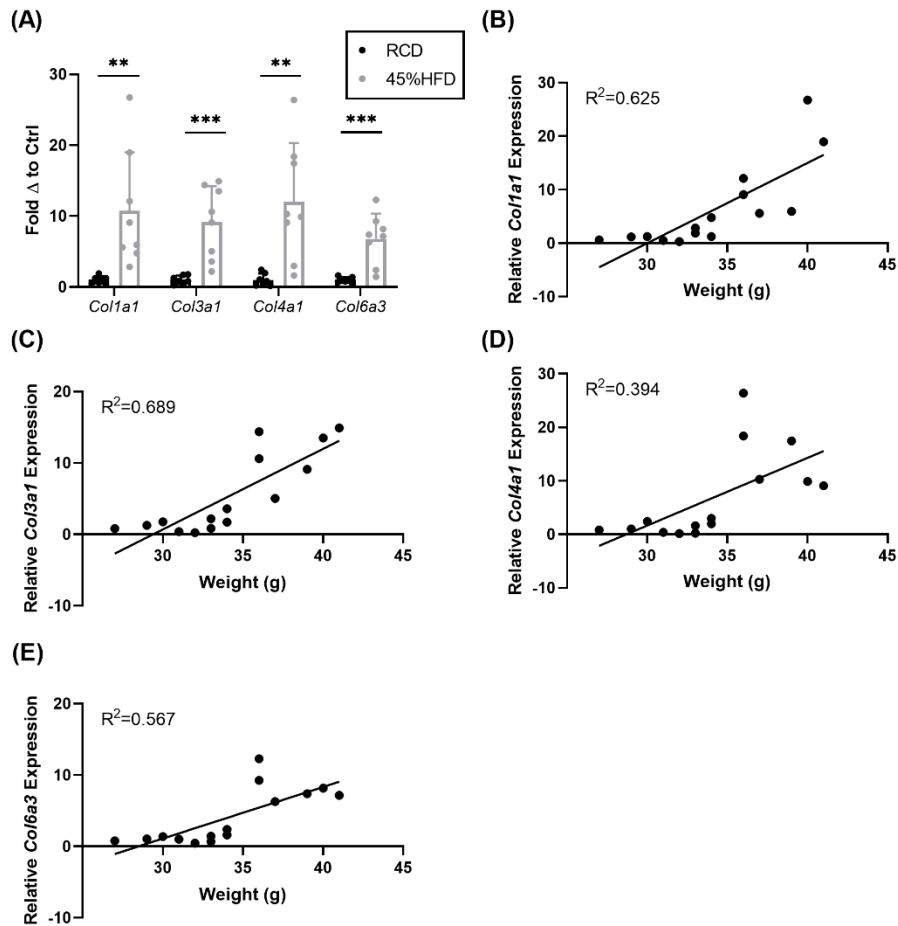 (A)
RCD
45%HFD
Fold Δ to Ctrl
30
20
10
0
** *** ** ***
Col1a1 Col3a1 Col4a1 Col6a3
(B)
R²=0.625
Relative Col1a1 Expression
30
20
10
0
-10
30 35 40 45
Weight (g)
(C)
R²=0.689
Relative Col3a1 Expression
20
10
0
-10
30 35 40 45
Weight (g)
(D)
R²=0.394
Relative Col4a1 Expression
30
20
10
0
-10
30 35 40 45
Weight (g)
(E)
R²=0.567
Relative Col6a3 Expression
20
10
0
-10
30 35 40 45
Weight (g)